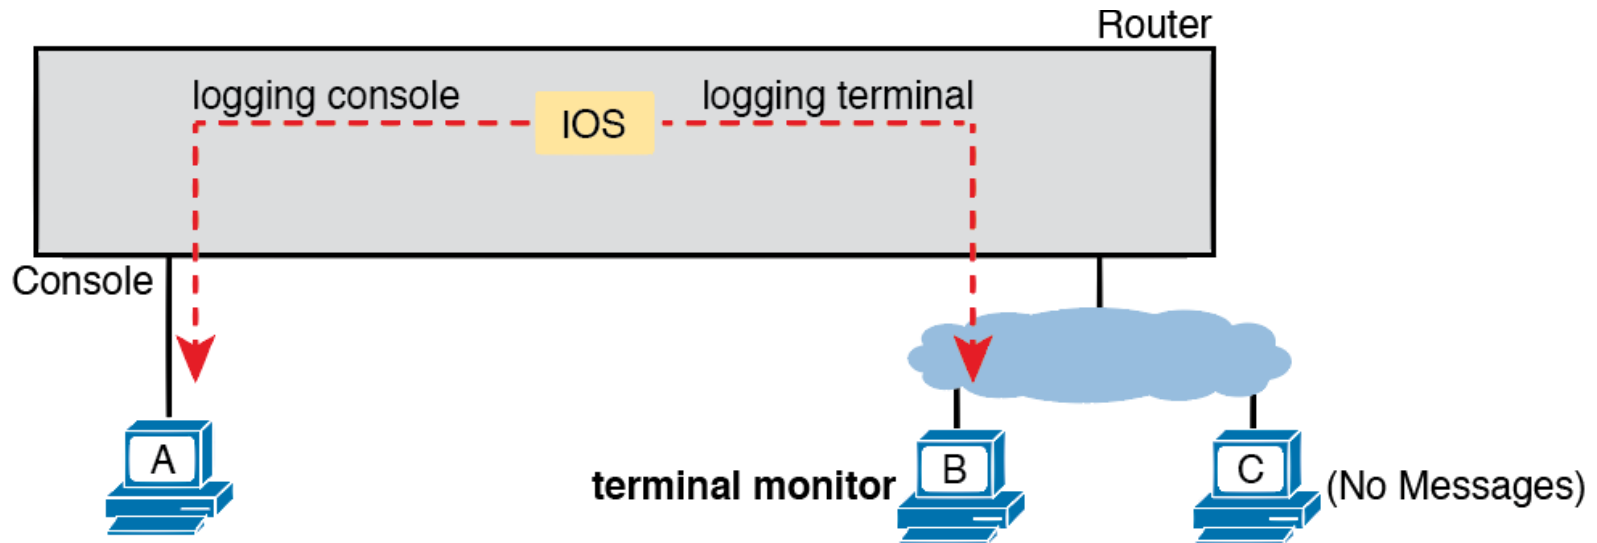 Router
logging console
IOS
logging terminal
Console
A
terminal monitor
B
C
(No Messages)